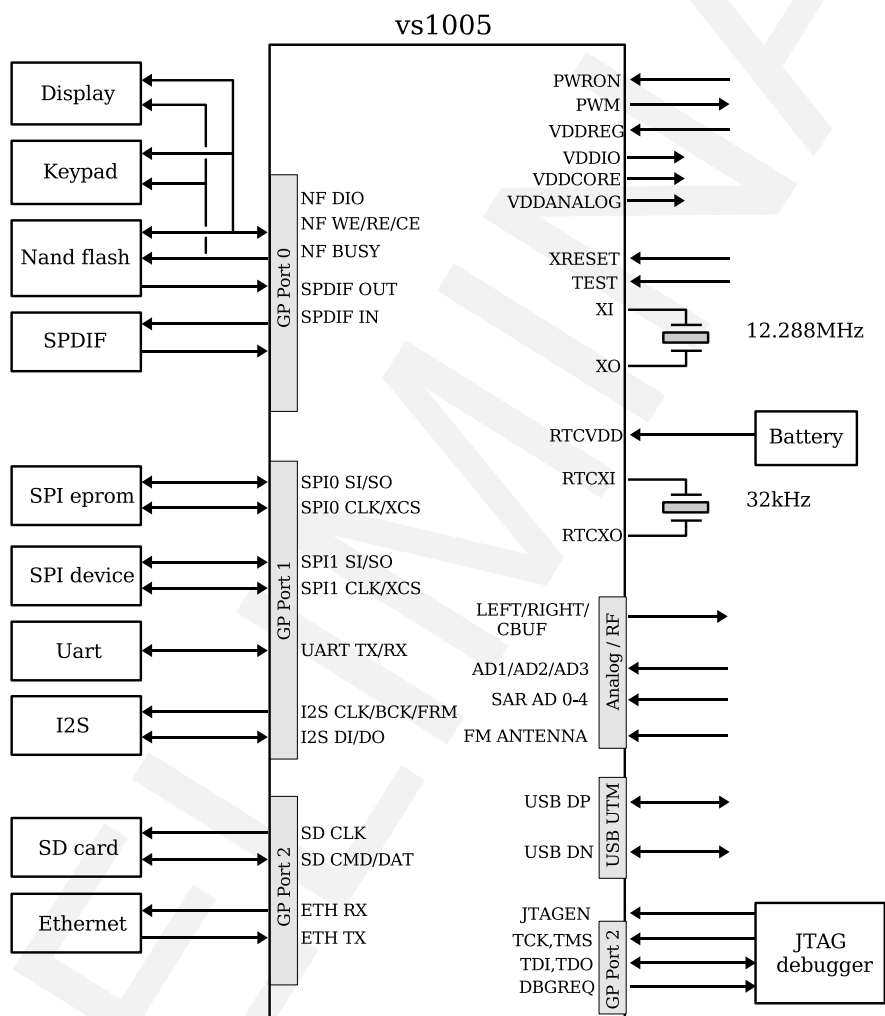 vs1005
Display
Keypad
Nand flash
SPDIF
GP Port 0
NF DIO
NF WE/RE/CE
NF BUSY
SPDIF OUT
SPDIF IN
SPI eprom
SPI device
Uart
I2S
GP Port 1
SPI0 SI/SO
SPI0 CLK/XCS
SPI1 SI/SO
SPI1 CLK/XCS
UART TX/RX
I2S CLK/BCK/FRM
I2S DI/DO
SD card
Ethernet
GP Port 2
SD CLK
SD CMD/DAT
ETH RX
ETH TX
PWRON
PWM
VDDREG
VDDIO
VDDCORE
VDDANALOG
XRESET
TEST
XI
XO
12.288MHz
RTCVDD
Battery
RTCXI
RTCXO
32kHz
LEFT/RIGHT/
CBUF
AD1/AD2/AD3
SAR AD 0-4
FM ANTENNA
Analog / RF
USB DP
USB DN
USB UTM
JTAGEN
TCK,TMS
TDI,TDO
DBGREQ
GP Port 2
JTAG
debugger
ELIMINA